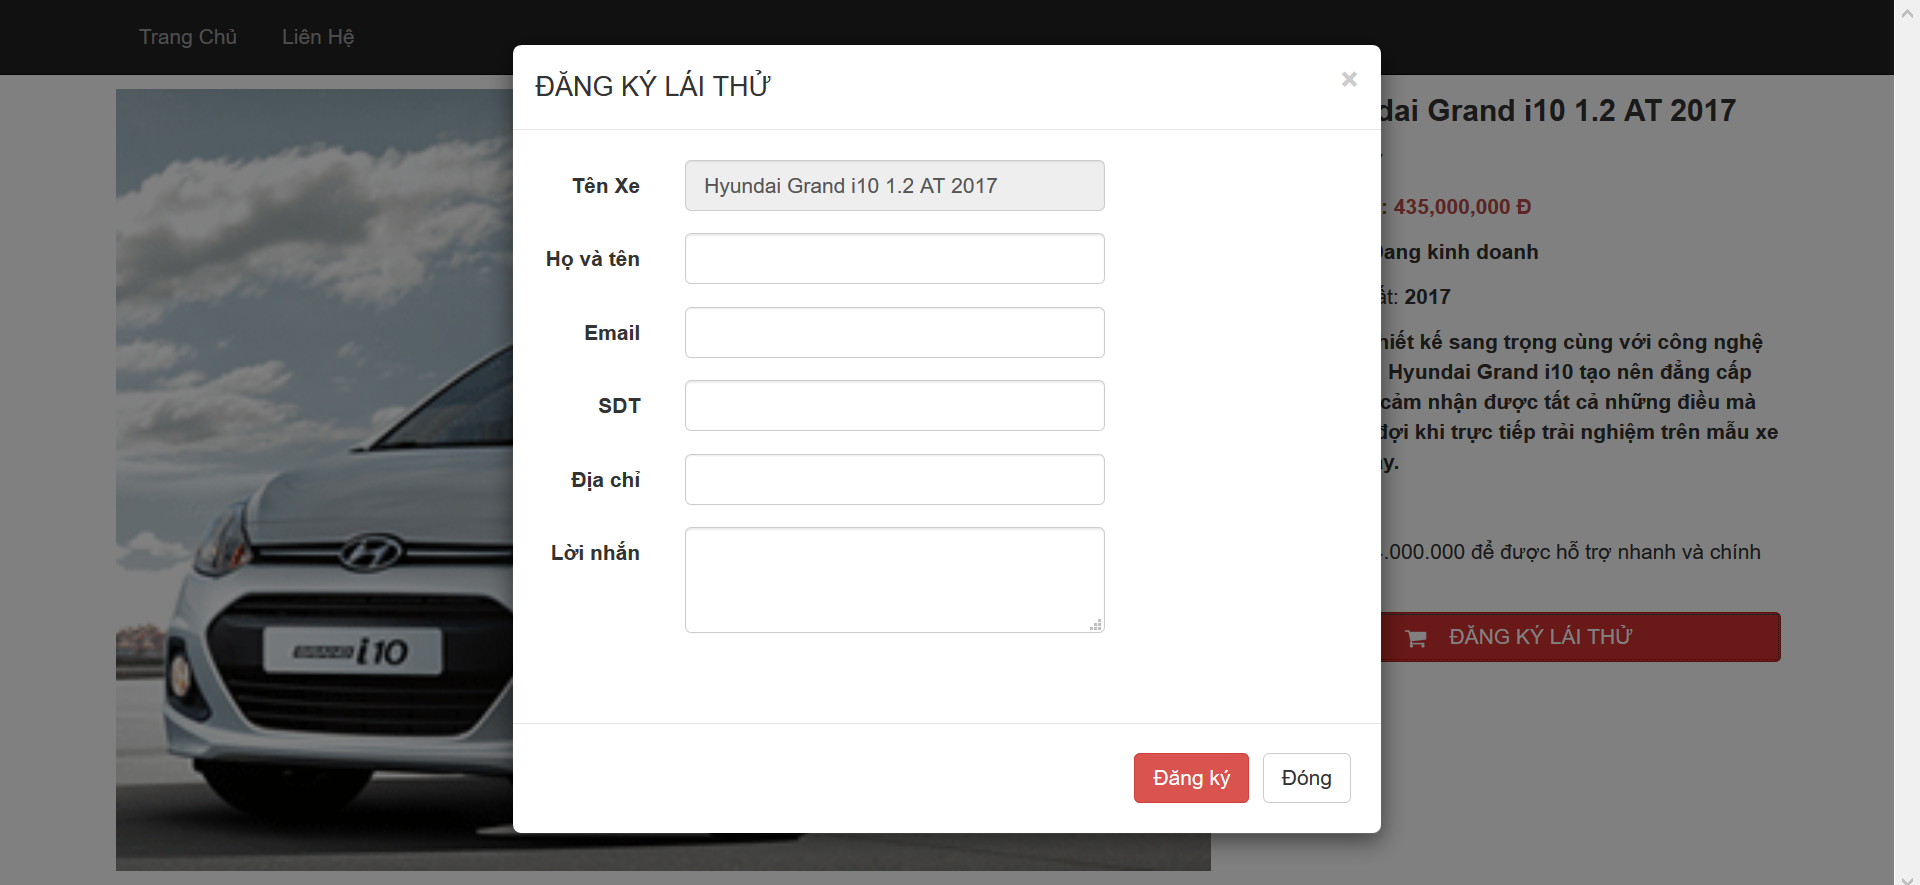 Trang Chủ Liên Hệ
ĐĂNG KÝ LÁI THỬ ×
Tên Xe Hyundai Grand i10 1.2 AT 2017
Họ và tên
Email
SDT
Địa chỉ
Lời nhắn
Đăng ký Đóng
dai Grand i10 1.2 AT 2017
: 435,000,000 Đ
Đang kinh doanh
ất: 2017
hiết kế sang trọng cùng với công nghệ
Hyundai Grand i10 tạo nên đẳng cấp
cảm nhận được tất cả những điều mà
đợi khi trực tiếp trải nghiệm trên mẫu xe
ày.
.000.000 để được hỗ trợ nhanh và chính
ĐĂNG KÝ LÁI THỬ
i10